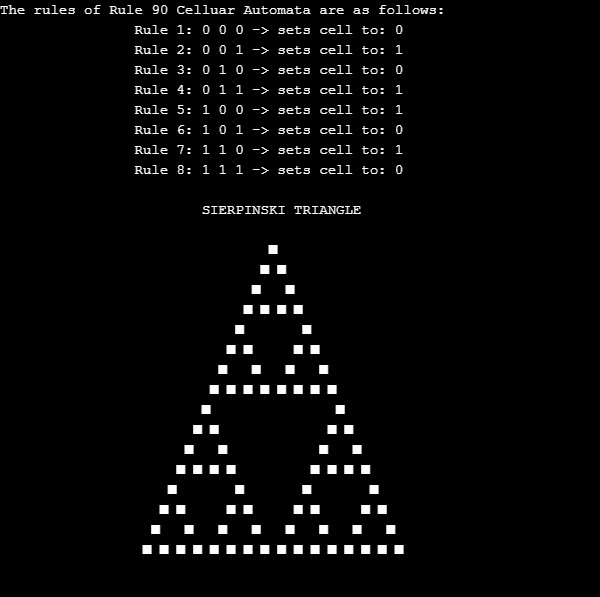 The rules of Rule 90 Celluar Automata are as follows:
Rule 1: 0 0 0 -> sets cell to: 0
Rule 2: 0 0 1 -> sets cell to: 1
Rule 3: 0 1 0 -> sets cell to: 0
Rule 4: 0 1 1 -> sets cell to: 1
Rule 5: 1 0 0 -> sets cell to: 1
Rule 6: 1 0 1 -> sets cell to: 0
Rule 7: 1 1 0 -> sets cell to: 1
Rule 8: 1 1 1 -> sets cell to: 0
SIERPINSKI TRIANGLE